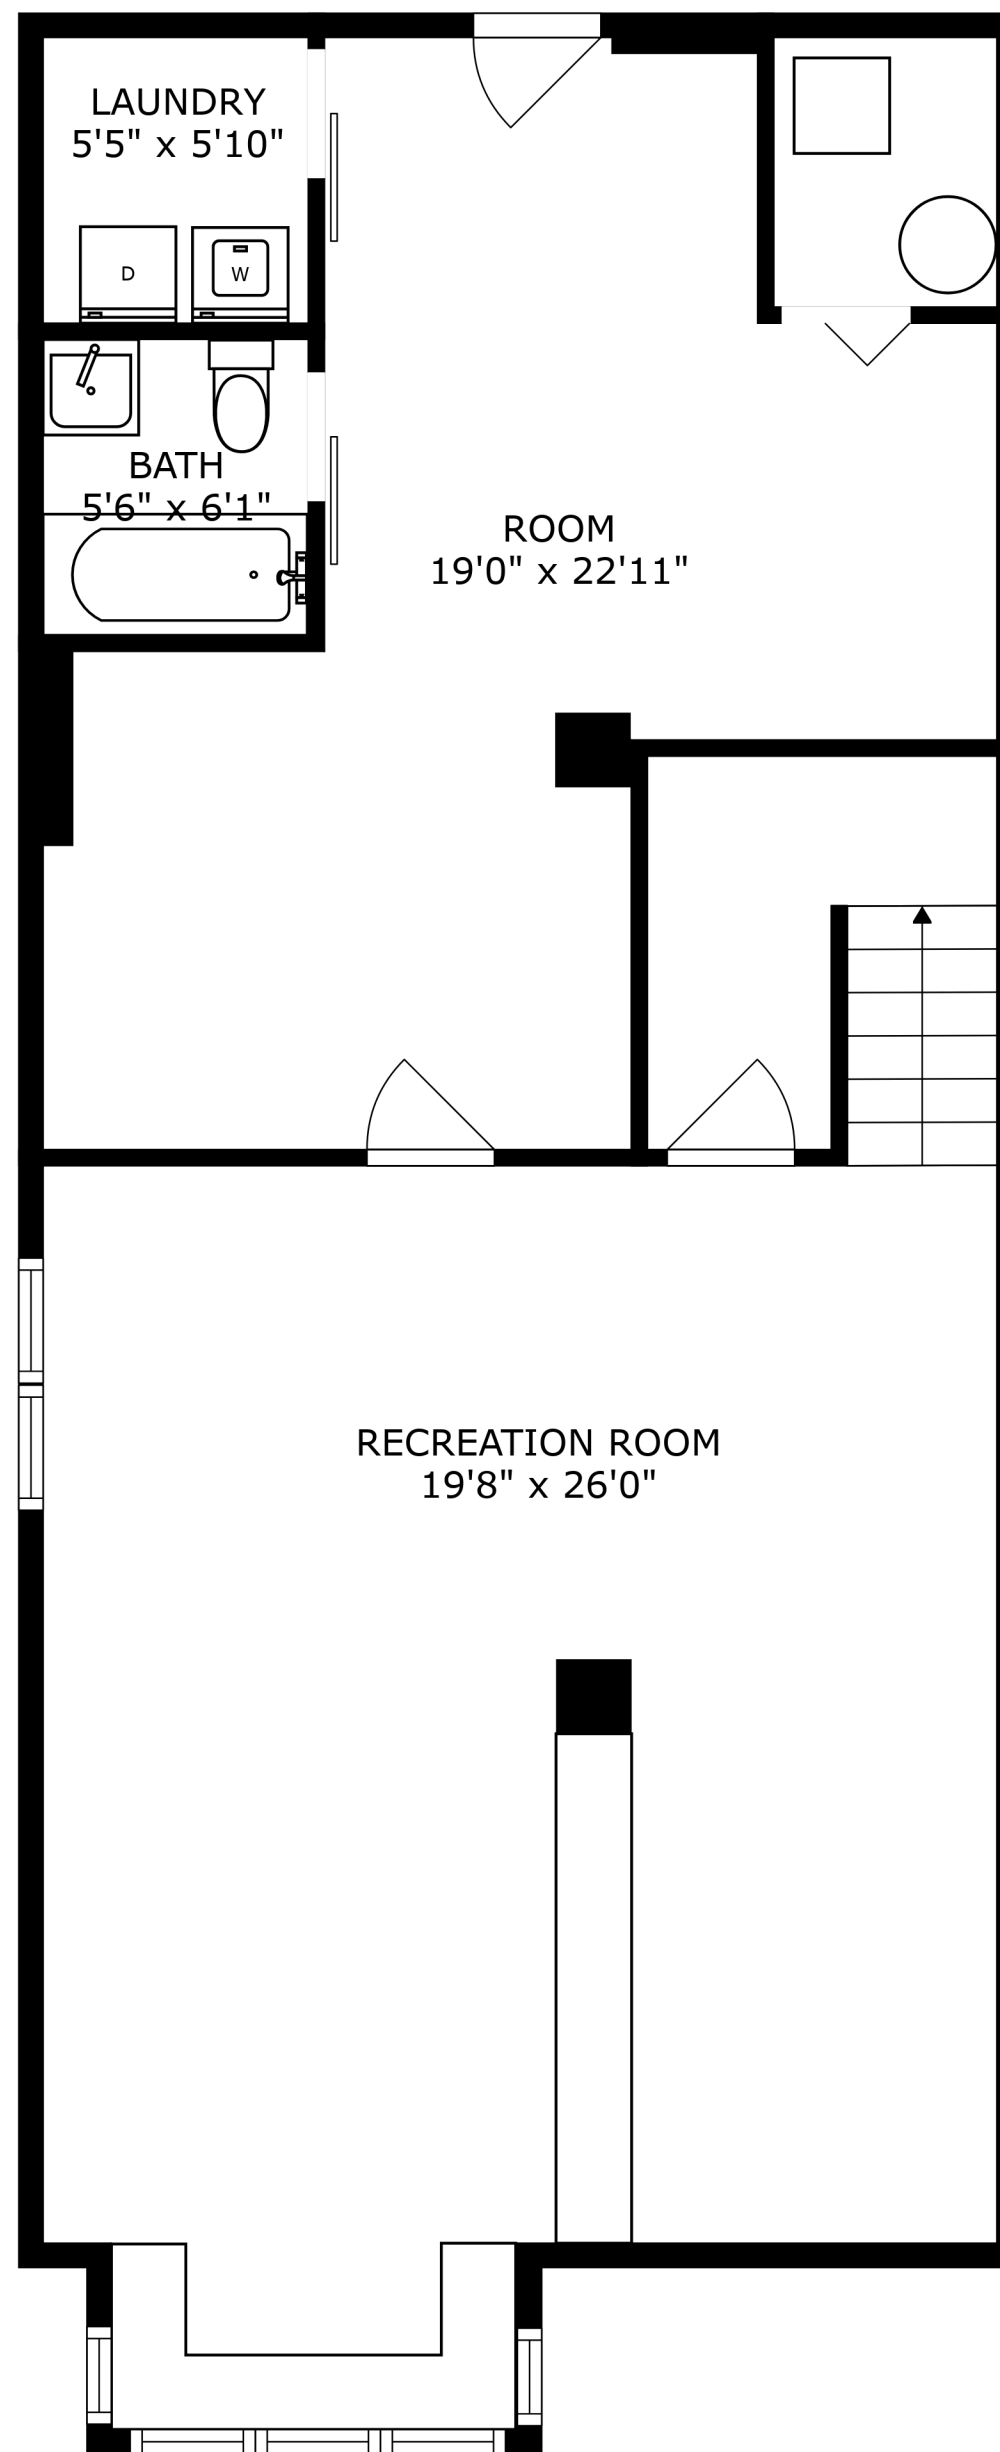 LAUNDRY
5'5" x 5'10"
D
W
BATH
5'6" x 6'1"
ROOM
19'0" x 22'11"
RECREATION ROOM
19'8" x 26'0"